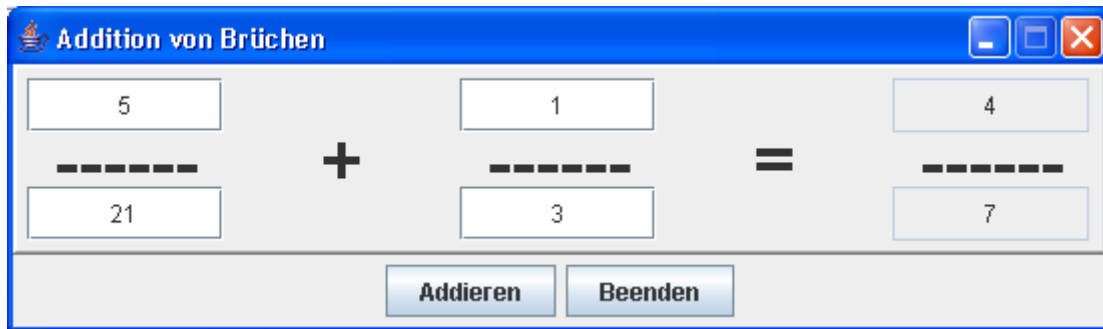 Addition von Brüchen
5 1 4
------ + ------ = ------
21 3 7
Addieren Beenden